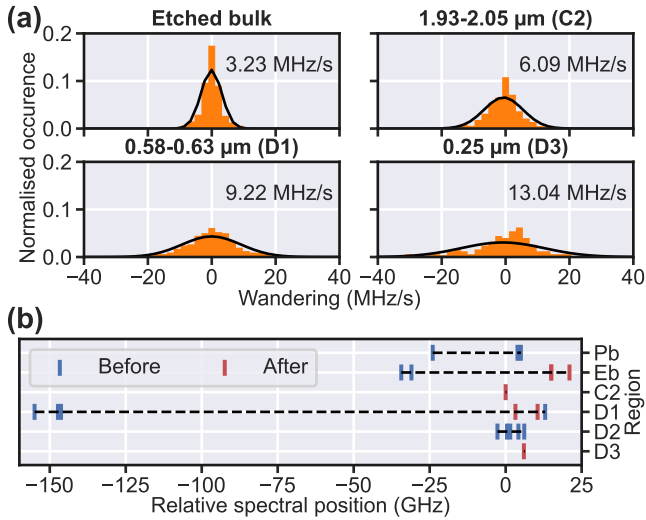 (a)
Etched bulk
1.93-2.05 µm (C2)
0.2
0.1
0.0
3.23 MHz/s
6.09 MHz/s
0.58-0.63 µm (D1)
0.25 µm (D3)
0.2
0.1
0.0
9.22 MHz/s
13.04 MHz/s
Normalised occurence
−40 −20 0 20 40 −40 −20 0 20 40
Wandering (MHz/s)
(b)
Before After
Pb
Eb
C2
D1
D2
D3
Region
−150 −125 −100 −75 −50 −25 0 25
Relative spectral position (GHz)